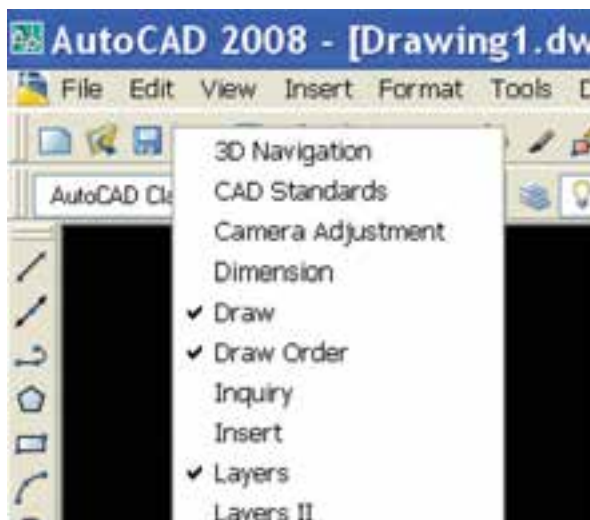 AutoCAD 2008 - [Drawing1.dw
File Edit View Insert Format Tools D
3D Navigation
AutoCAD Cla
CAD Standards
Camera Adjustment
Dimension
Draw
Draw Order
Inquiry
Insert
Layers
Layers II